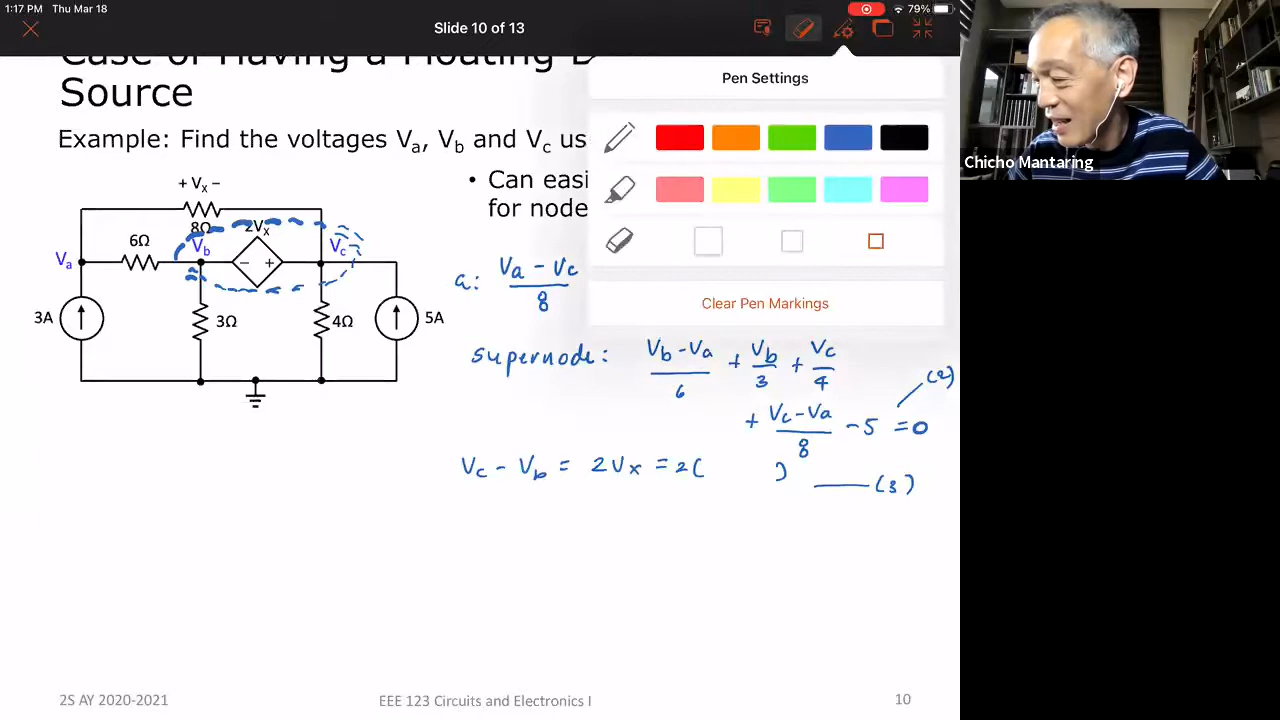 1:17 PM Thu Mar 18
79%
Slide 10 of 13
Source
Example: Find the voltages Va, Vb and Vc us
• Can easi
for node
Pen Settings
Clear Pen Markings
Chicho Mantaring
+ Vx −
8Ω
6Ω
Vb
2Vx
Vc
Va
− +
3A
3Ω
4Ω
5A
a: Va − Vc
8
supernode: Vb − Va + Vb + Vc
6 3 4
(2)
+ Vc − Va − 5 = 0
8
Vc − Vb = 2Vx = 2( )
(3)
2S AY 2020-2021
EEE 123 Circuits and Electronics I
10